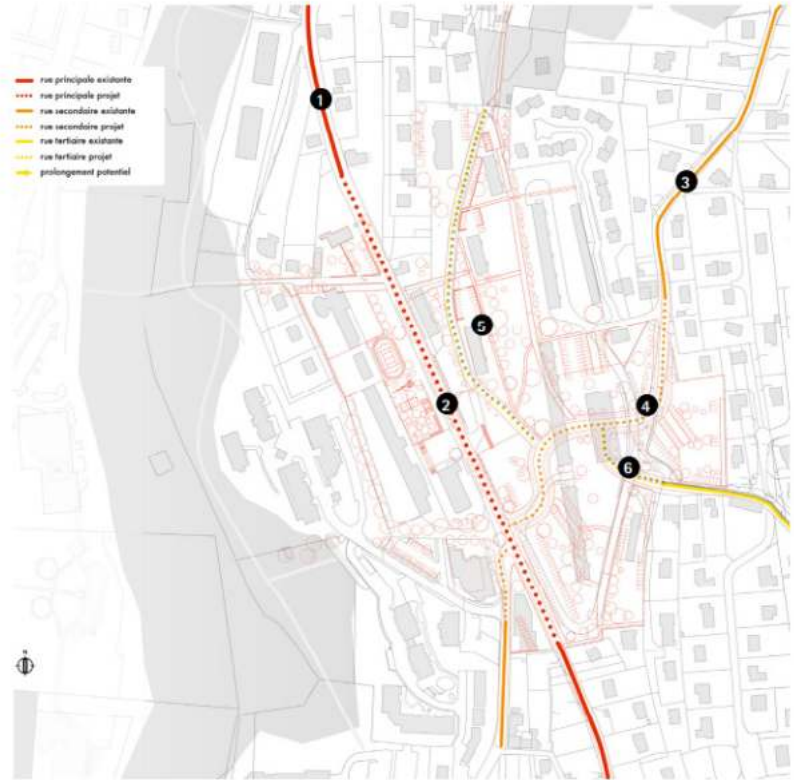 rue principale existante
rue principale projet
rue secondaire existante
rue secondaire projet
rue tertiaire existante
rue tertiaire projet
prolongement potentiel
1
3
5
2
4
6
N